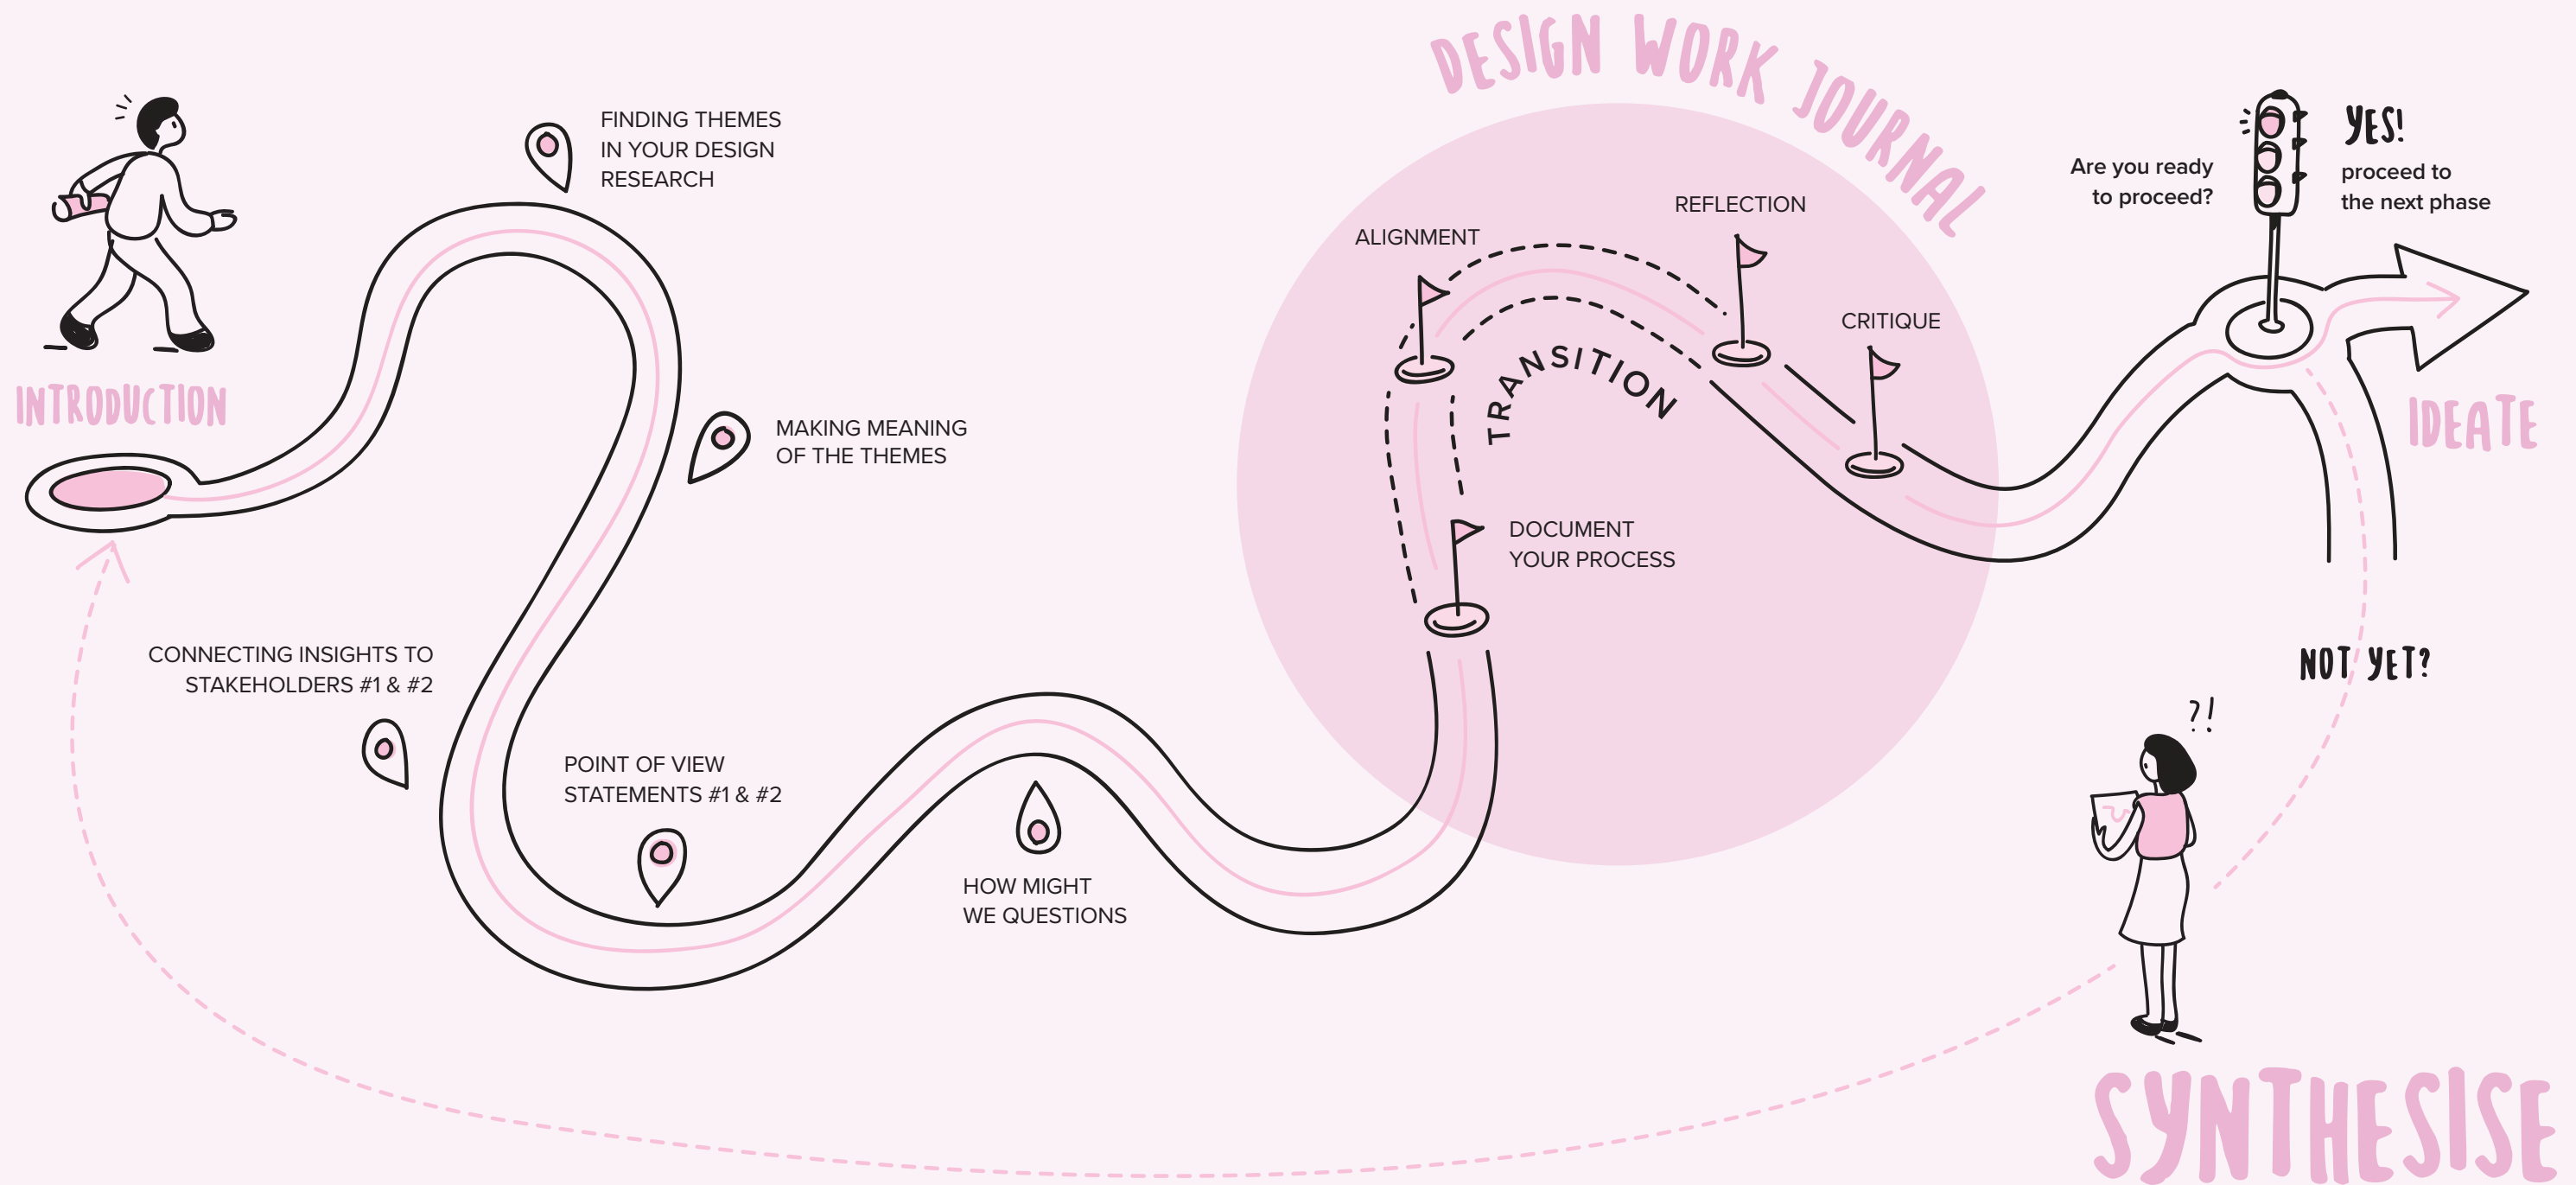 DESIGN WORK JOURNAL
INTRODUCTION
FINDING THEMES
IN YOUR DESIGN
RESEARCH
MAKING MEANING
OF THE THEMES
CONNECTING INSIGHTS TO
STAKEHOLDERS #1 & #2
POINT OF VIEW
STATEMENTS #1 & #2
HOW MIGHT
WE QUESTIONS
DOCUMENT
YOUR PROCESS
ALIGNMENT
TRANSITION
REFLECTION
CRITIQUE
Are you ready
to proceed?
YES!
proceed to
the next phase
IDEATE
NOT YET?
?!
SYNTHESISE